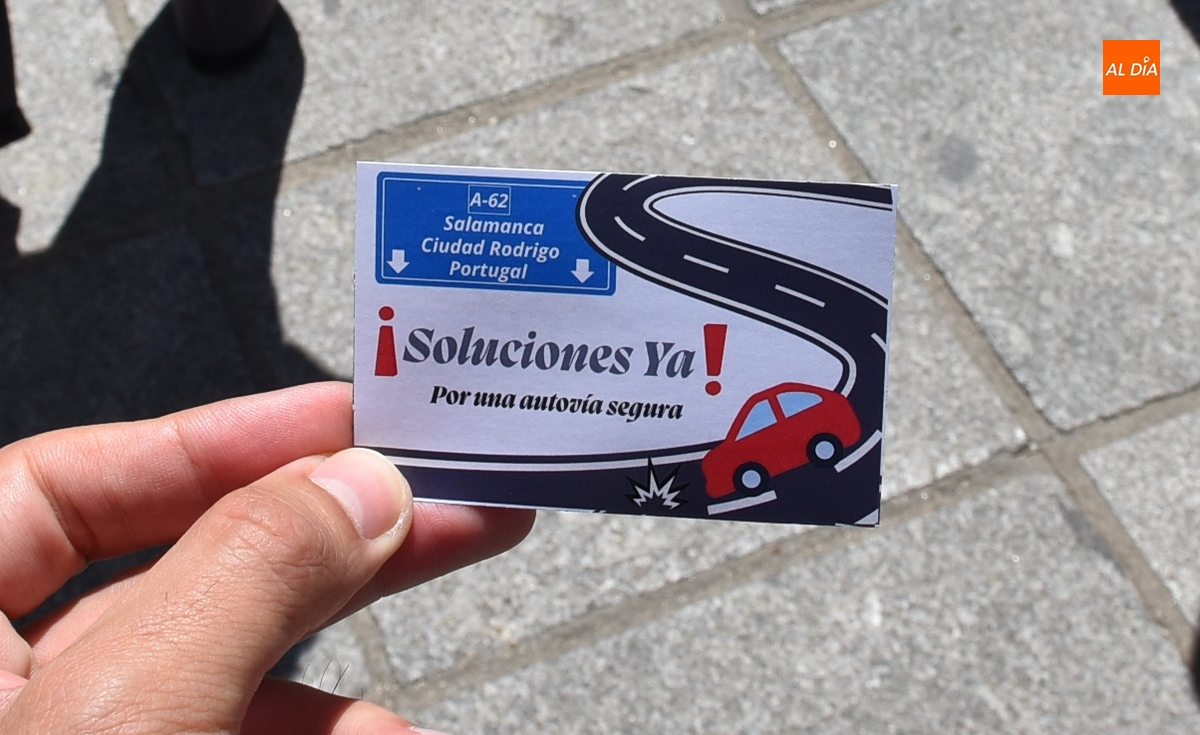 AL DÍA
A-62
Salamanca
Ciudad Rodrigo
Portugal
¡Soluciones Ya!
Por una autovía segura